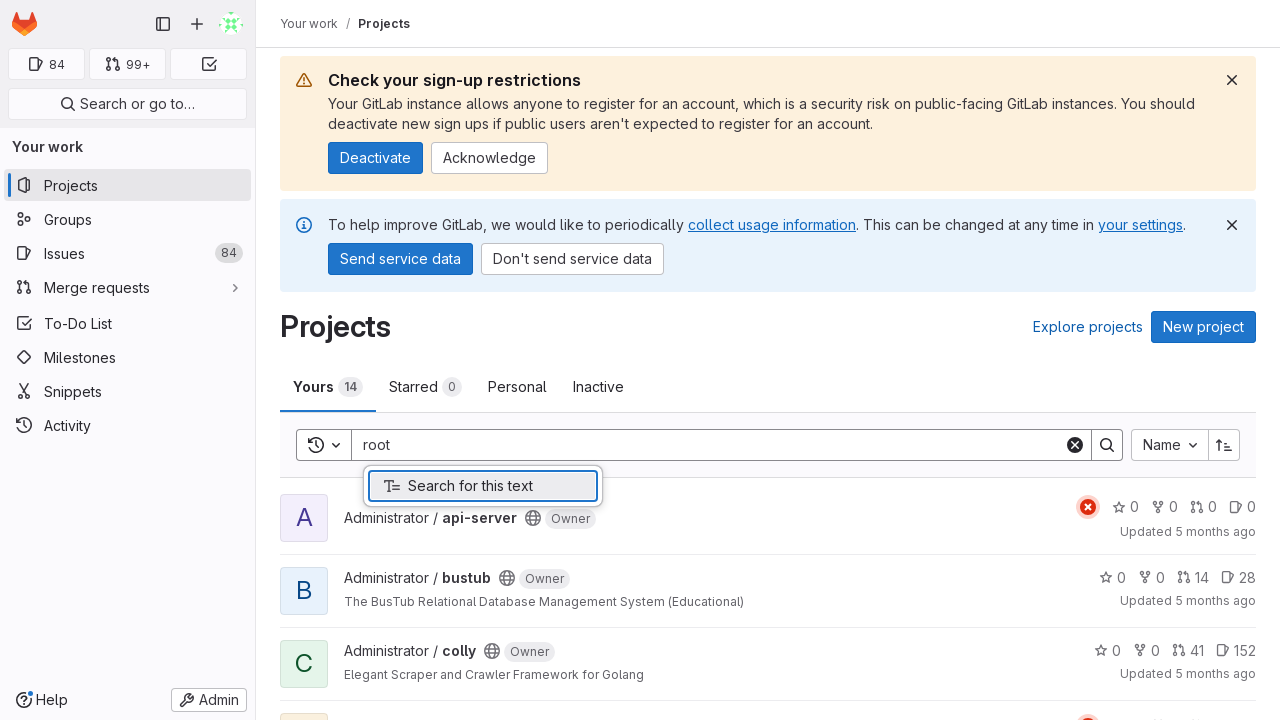 84
99+
Search or go to…
Your work
Projects
Groups
Issues
84
Merge requests
To-Do List
Milestones
Snippets
Activity
Help
Admin
Your work / Projects
Check your sign-up restrictions
Your GitLab instance allows anyone to register for an account, which is a security risk on public-facing GitLab instances. You should
deactivate new sign ups if public users aren't expected to register for an account.
Deactivate
Acknowledge
To help improve GitLab, we would like to periodically collect usage information. This can be changed at any time in your settings.
Send service data
Don't send service data
Projects
Explore projects
New project
Yours 14
Starred 0
Personal
Inactive
root
Name
Search for this text
A
Administrator / api-server
Owner
0 0 0 0
Updated 5 months ago
B
Administrator / bustub
Owner
The BusTub Relational Database Management System (Educational)
0 0 14 28
Updated 5 months ago
C
Administrator / colly
Owner
Elegant Scraper and Crawler Framework for Golang
0 0 41 152
Updated 5 months ago